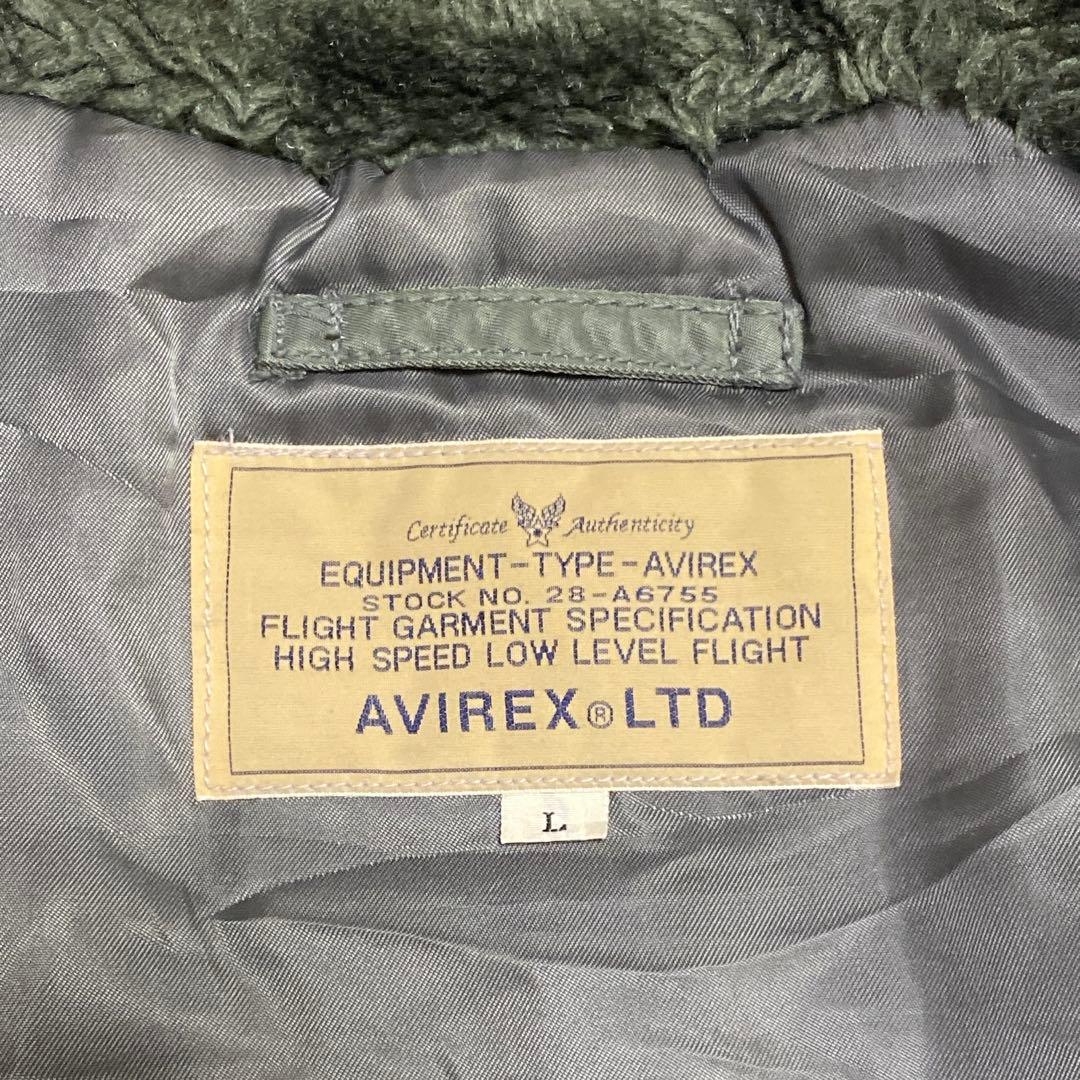 Certificate Authenticity
EQUIPMENT-TYPE-AVIREX
STOCK NO. 28-A6755
FLIGHT GARMENT SPECIFICATION
HIGH SPEED LOW LEVEL FLIGHT
AVIREX® LTD
L